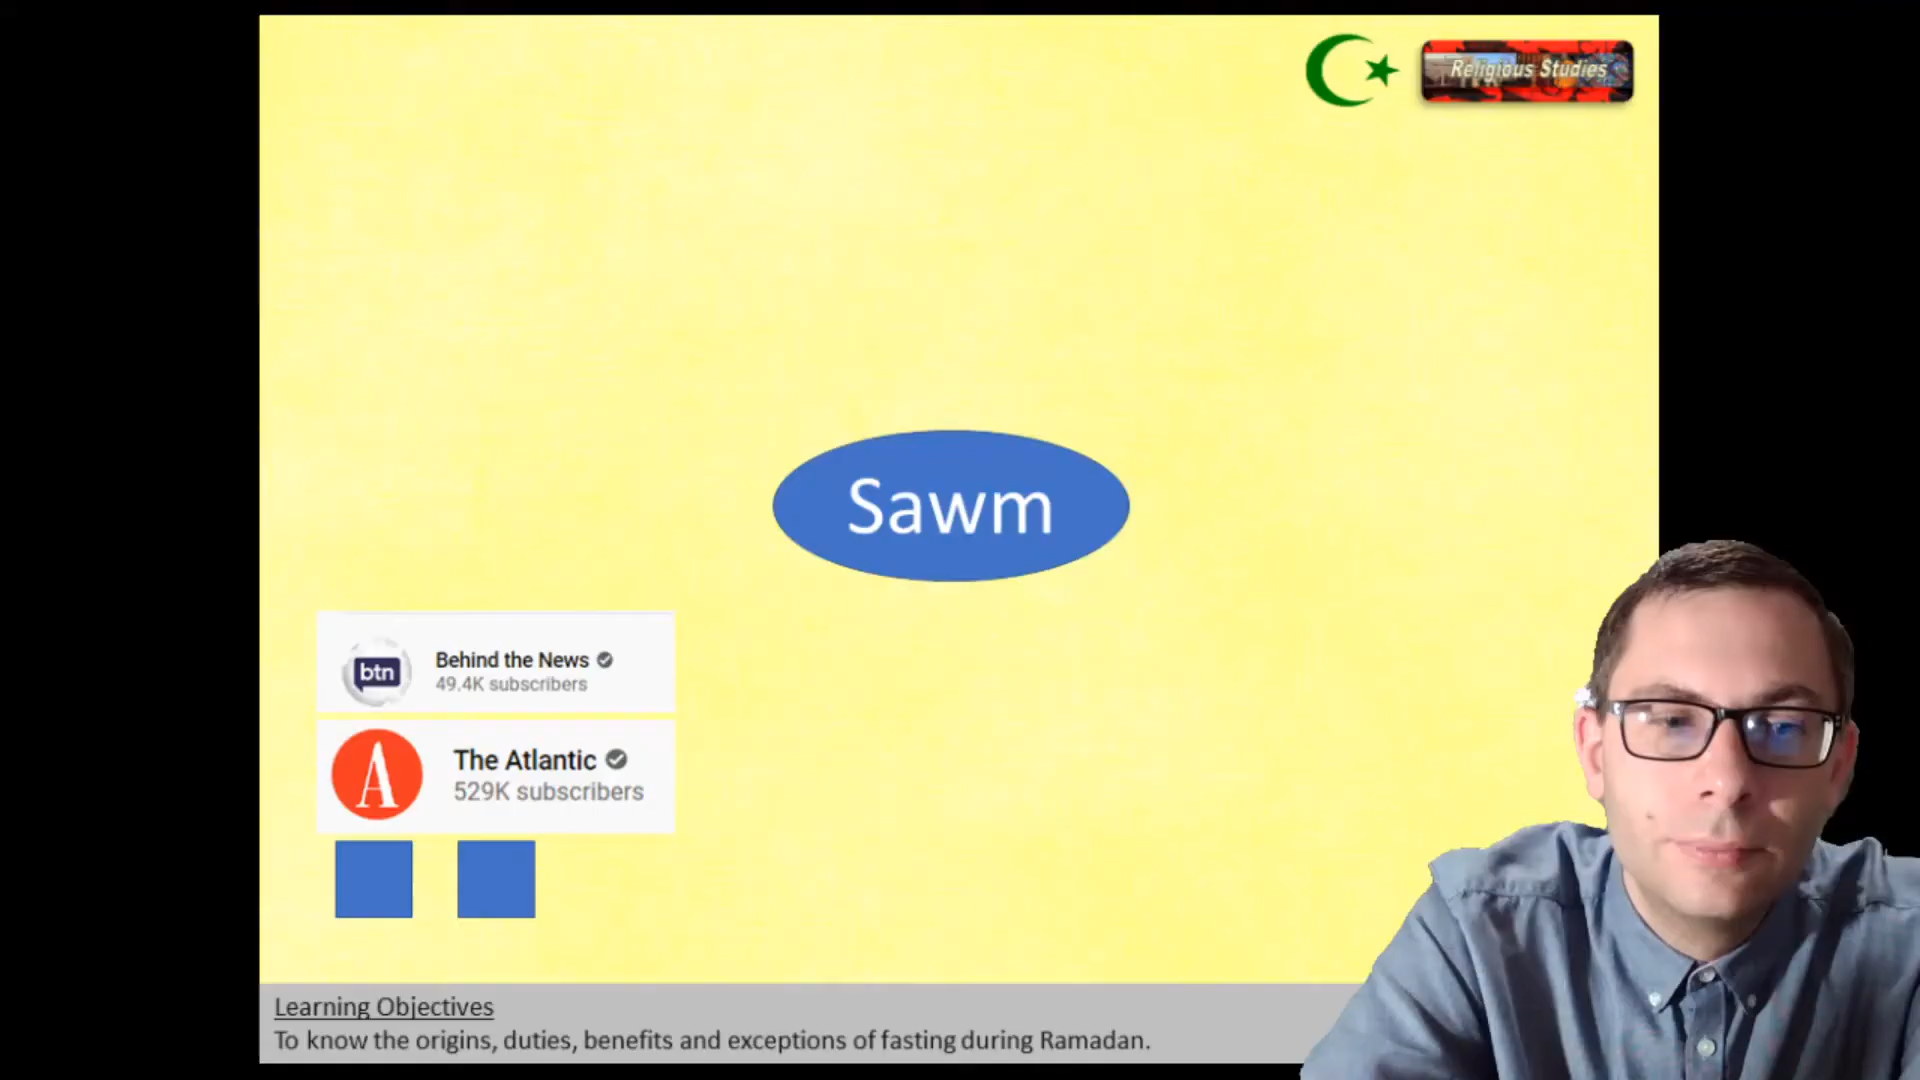 Religious Studies
Sawm
btn
Behind the News
49.4K subscribers
A
The Atlantic
529K subscribers
Learning Objectives
To know the origins, duties, benefits and exceptions of fasting during Ramadan.